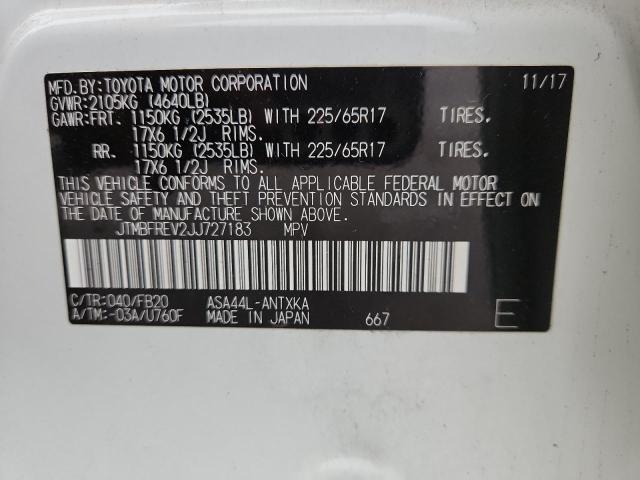 MFD.BY:TOYOTA MOTOR CORPORATION 11/17
GVWR:2105KG (4640LB)
GAWR:FRT. 1150KG (2535LB) WITH 225/65R17 TIRES.
17X6 1/2J RIMS.
RR. 1150KG (2535LB) WITH 225/65R17 TIRES.
17X6 1/2J RIMS.
THIS VEHICLE CONFORMS TO ALL APPLICABLE FEDERAL MOTOR
VEHICLE SAFETY AND THEFT PREVENTION STANDARDS IN EFFECT ON
THE DATE OF MANUFACTURE SHOWN ABOVE.
JTMBFREV2JJ727183 MPV
C/TR:040/FB20 ASA44L-ANTXKA
A/TM:-03A/U760F MADE IN JAPAN 667 E